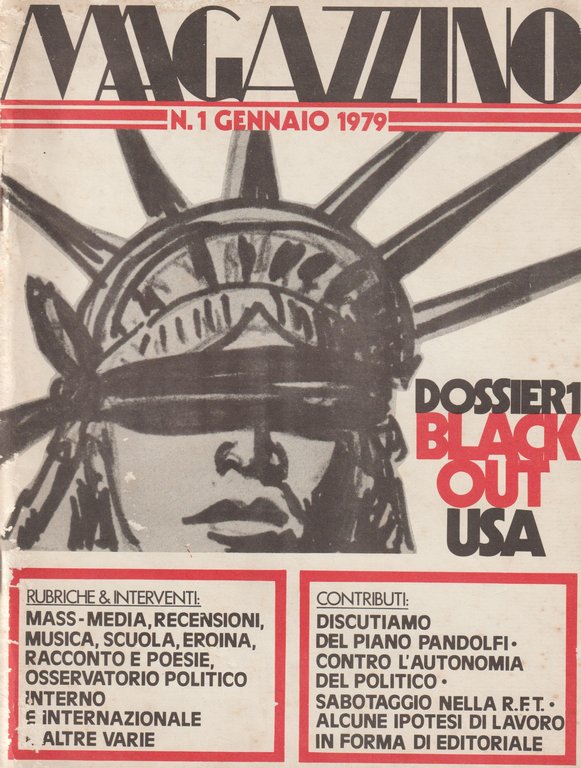 MAGAZZINO
N. 1 GENNAIO 1979
DOSSIER 1
BLACK
OUT
USA
RUBRICHE & INTERVENTI:
MASS-MEDIA, RECENSIONI,
MUSICA, SCUOLA, EROINA,
RACCONTO E POESIE,
OSSERVATORIO POLITICO
INTERNO
E INTERNAZIONALE
ALTRE VARIE
CONTRIBUTI:
DISCUTIAMO
DEL PIANO PANDOLFI •
CONTRO L'AUTONOMIA
DEL POLITICO •
SABOTAGGIO NELLA R.F.T. •
ALCUNE IPOTESI DI LAVORO
IN FORMA DI EDITORIALE